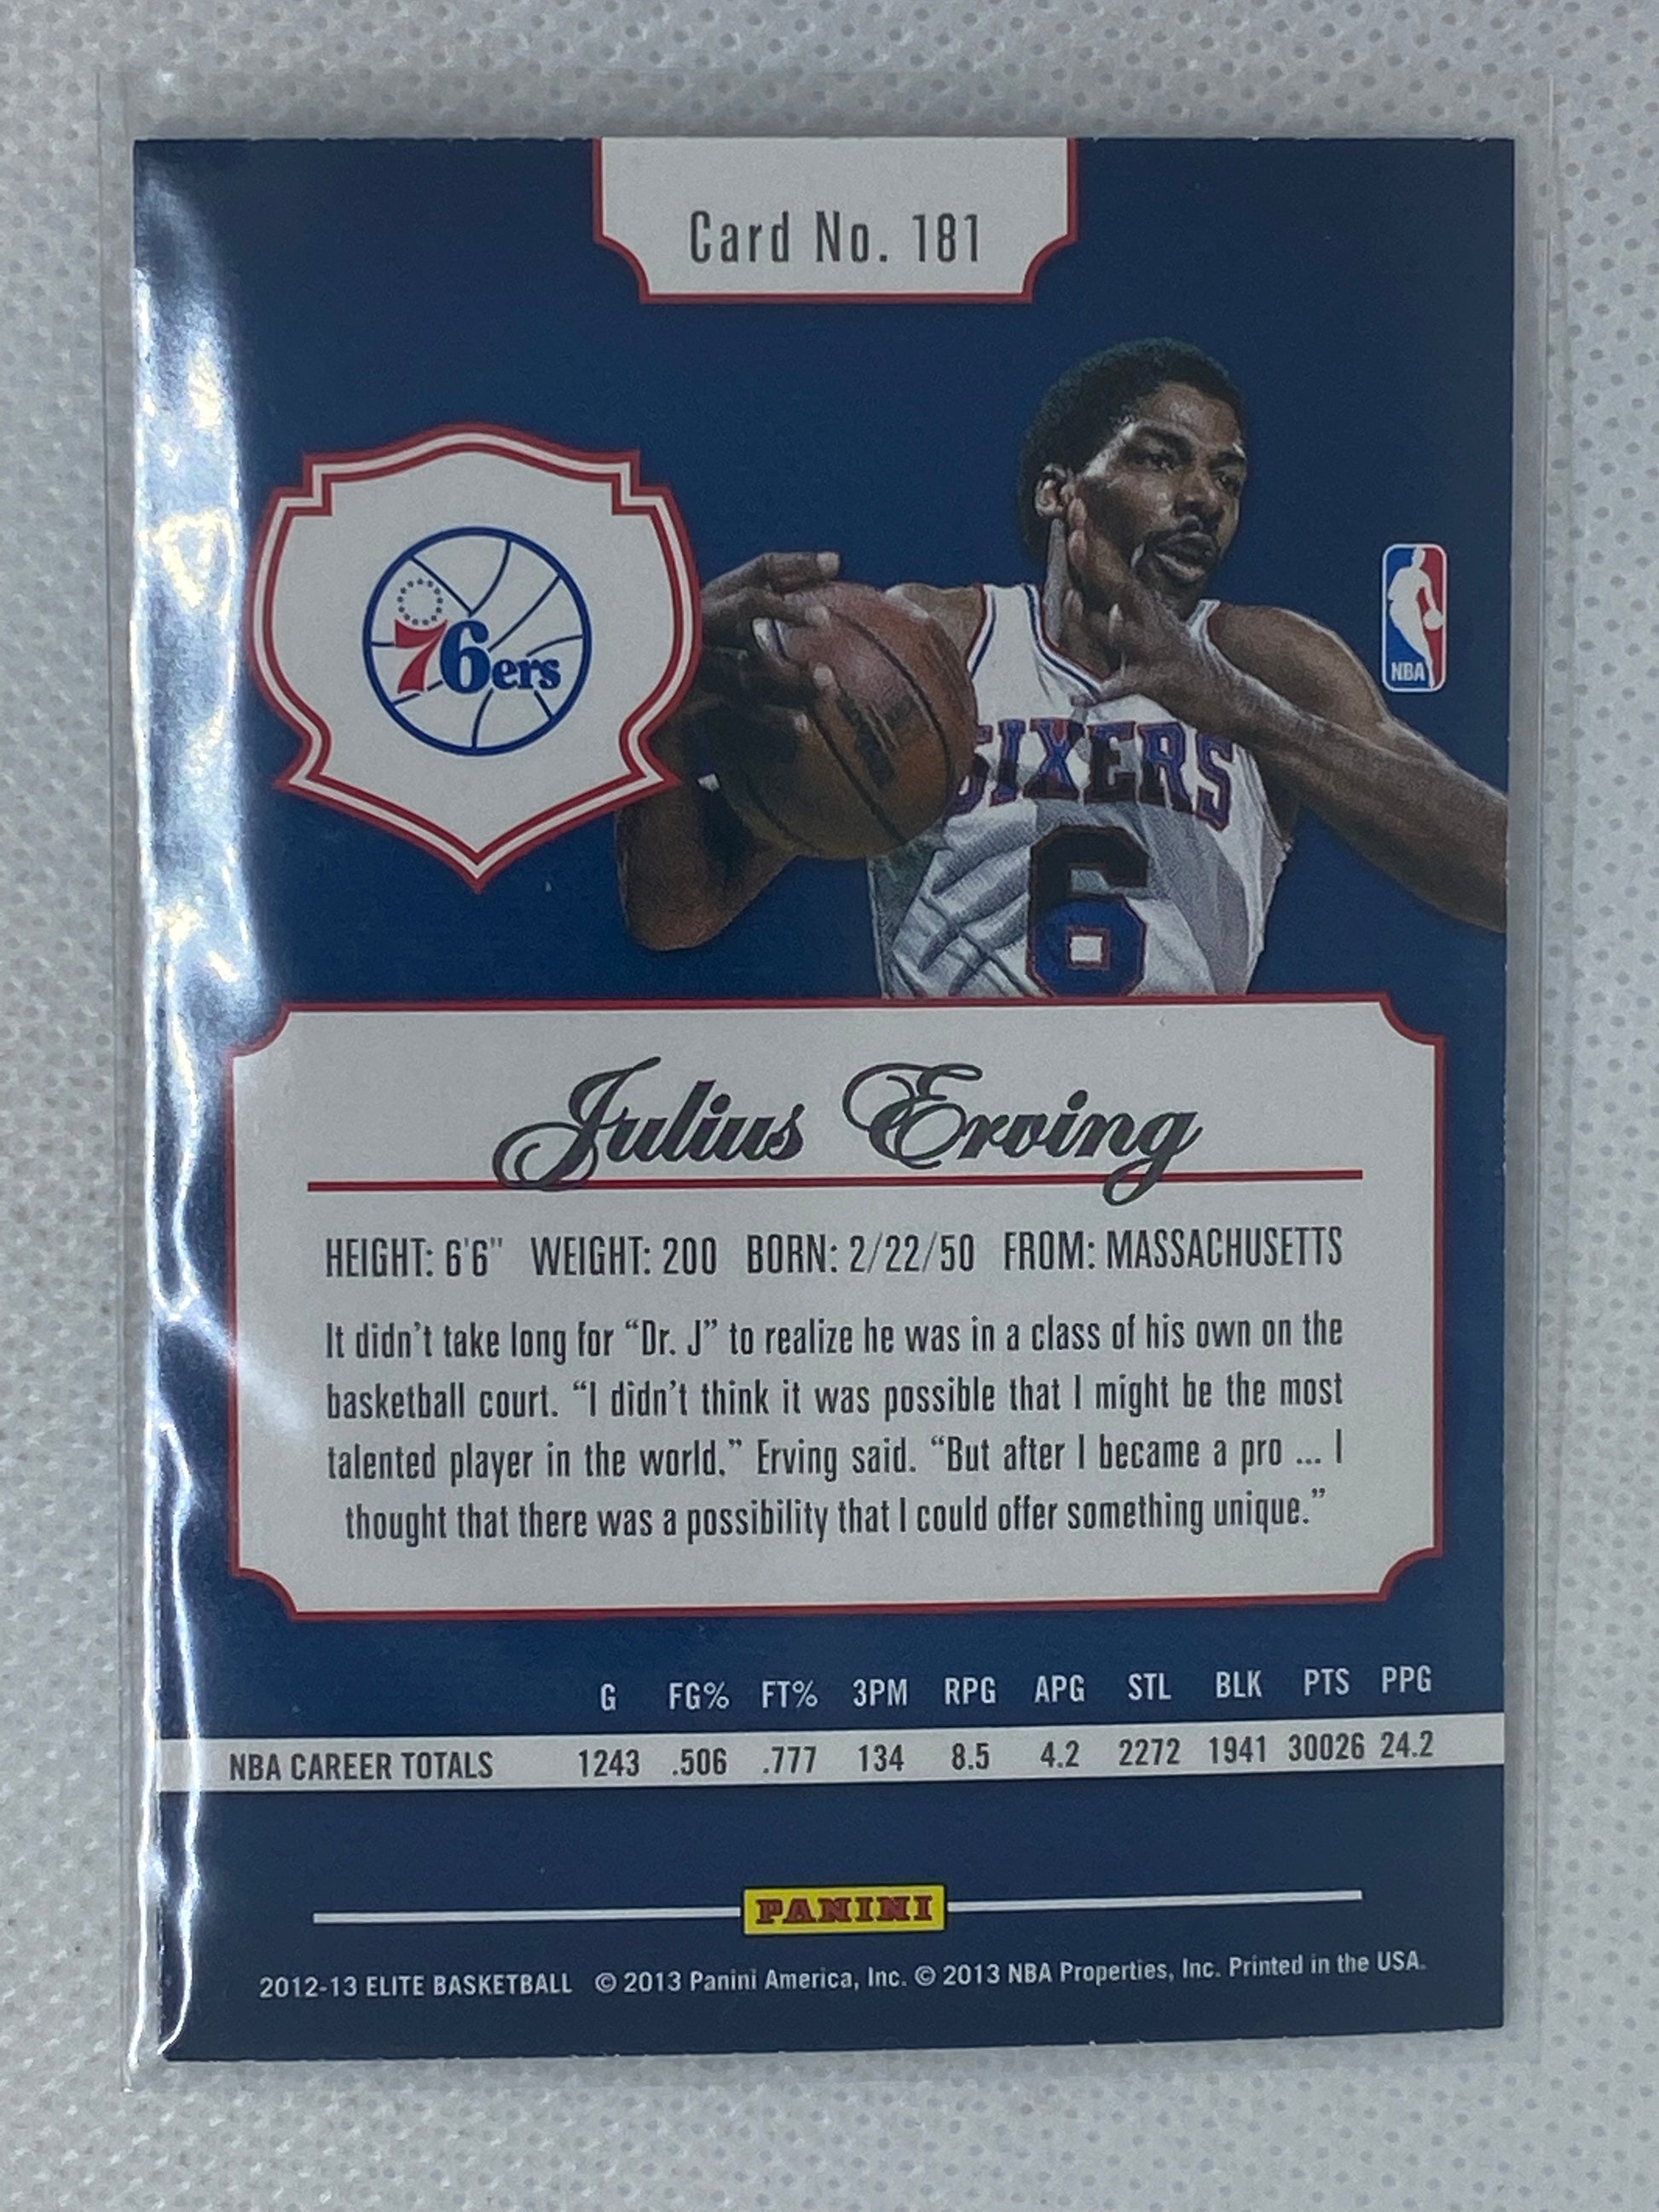 Card No. 181
76ers
NBA
SIXERS
6
Julius Erving
HEIGHT: 6'6" WEIGHT: 200 BORN: 2/22/50 FROM: MASSACHUSETTS
It didn't take long for “Dr. J” to realize he was in a class of his own on the
basketball court. “I didn't think it was possible that I might be the most
talented player in the world,” Erving said. “But after I became a pro ... I
thought that there was a possibility that I could offer something unique.”
G FG% FT% 3PM RPG APG STL BLK PTS PPG
NBA CAREER TOTALS 1243 .506 .777 134 8.5 4.2 2272 1941 30026 24.2
PANINI
2012-13 ELITE BASKETBALL © 2013 Panini America, Inc. © 2013 NBA Properties, Inc. Printed in the USA.